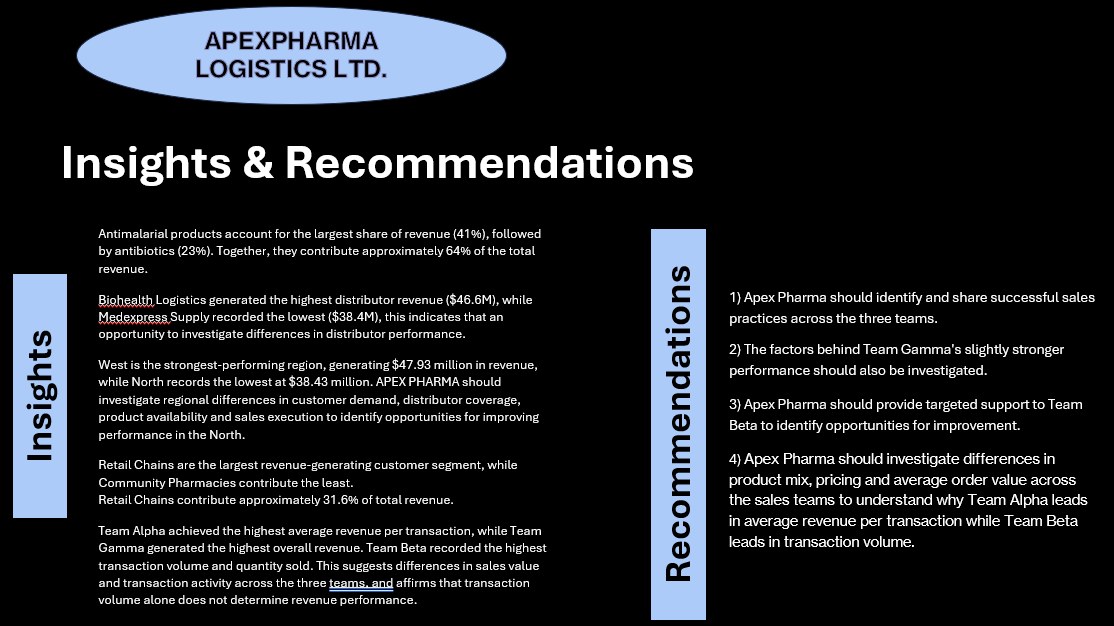 APEXPHARMA
LOGISTICS LTD.
Insights & Recommendations
Insights
Antimalarial products account for the largest share of revenue (41%), followed
by antibiotics (23%). Together, they contribute approximately 64% of the total
revenue.
Biohealth Logistics generated the highest distributor revenue ($46.6M), while
Medexpress Supply recorded the lowest ($38.4M), this indicates that an
opportunity to investigate differences in distributor performance.
West is the strongest-performing region, generating $47.93 million in revenue,
while North records the lowest at $38.43 million. APEX PHARMA should
investigate regional differences in customer demand, distributor coverage,
product availability and sales execution to identify opportunities for improving
performance in the North.
Retail Chains are the largest revenue-generating customer segment, while
Community Pharmacies contribute the least.
Retail Chains contribute approximately 31.6% of total revenue.
Team Alpha achieved the highest average revenue per transaction, while Team
Gamma generated the highest overall revenue. Team Beta recorded the highest
transaction volume and quantity sold. This suggests differences in sales value
and transaction activity across the three teams, and affirms that transaction
volume alone does not determine revenue performance.
Recommendations
1) Apex Pharma should identify and share successful sales
practices across the three teams.
2) The factors behind Team Gamma's slightly stronger
performance should also be investigated.
3) Apex Pharma should provide targeted support to Team
Beta to identify opportunities for improvement.
4) Apex Pharma should investigate differences in
product mix, pricing and average order value across
the sales teams to understand why Team Alpha leads
in average revenue per transaction while Team Beta
leads in transaction volume.